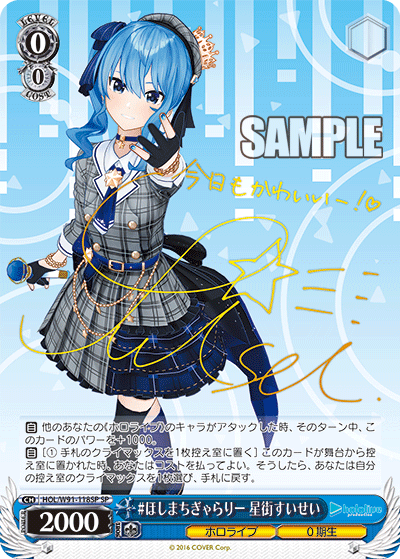 LEVEL
0
0
COST
SAMPLE
今日もかわいいー!♡
Suisei.
自 他のあなたの《ホロライブ》のキャラがアタックした時、そのターン中、こ
のカードのパワーを+1000。
自 [① 手札のクライマックスを1枚控え室に置く] このカードが舞台から控
え室に置かれた時、あなたはコストを払ってよい。そうしたら、あなたは自分
の控え室のクライマックスを1枚選び、手札に戻す。
CH HOL/W91-118SP SP
2000
#ほしまちぎゃらりー 星街すいせい
hololive
production
ホロライブ
0期生
© 2016 COVER Corp.